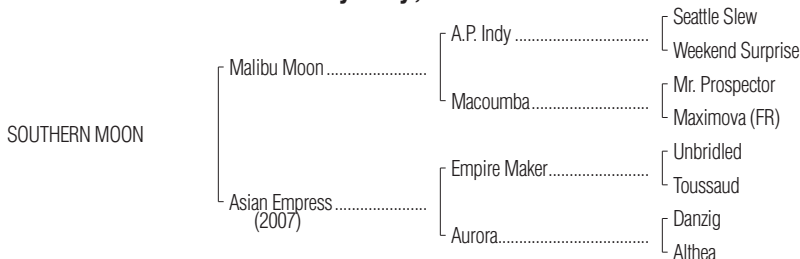 Seattle Slew
A.P. Indy ..................................
Weekend Surprise
Malibu Moon .........................
Mr. Prospector
Macoumba..............................
Maximova (FR)
SOUTHERN MOON
Unbridled
Empire Maker.........................
Toussaud
Asian Empress .......................
(2007)
Danzig
Aurora......................................
Althea